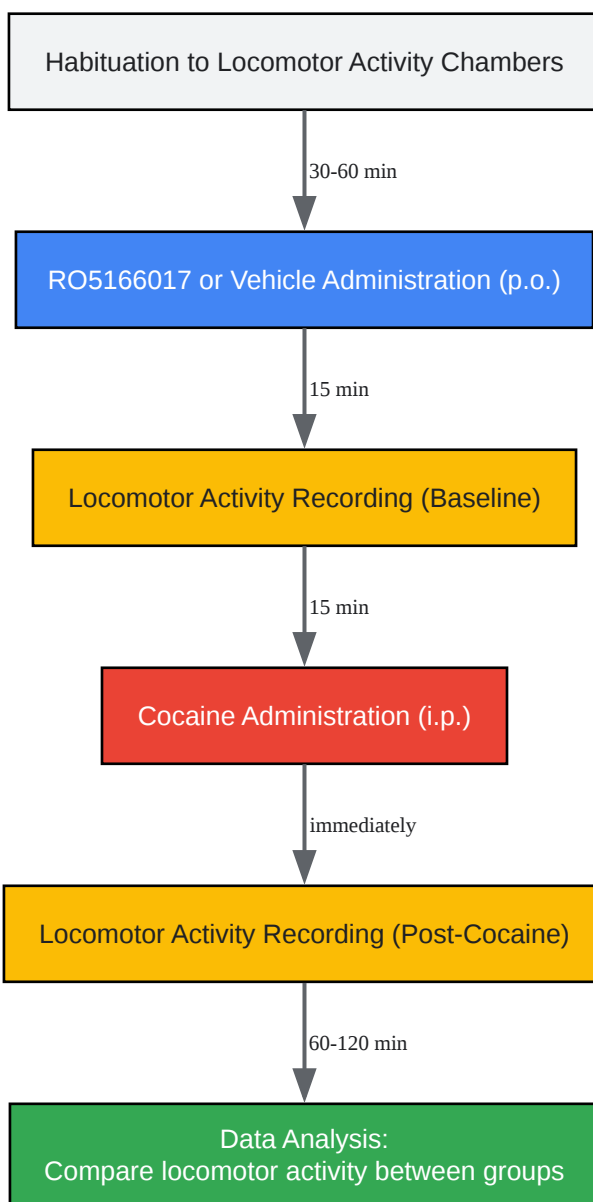 Habituation to Locomotor Activity Chambers
30-60 min
RO5166017 or Vehicle Administration (p.o.)
15 min
Locomotor Activity Recording (Baseline)
15 min
Cocaine Administration (i.p.)
immediately
Locomotor Activity Recording (Post-Cocaine)
60-120 min
Data Analysis:
Compare locomotor activity between groups